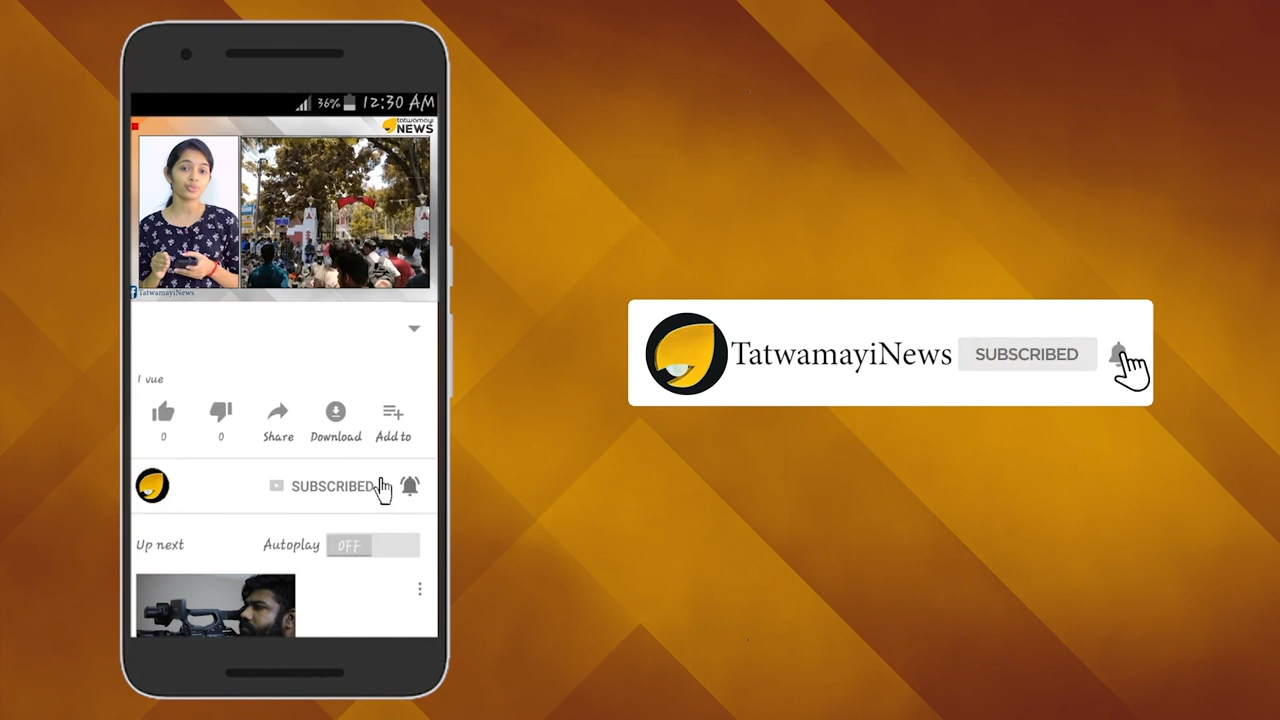 36% 12:30 AM
tatwamayi
NEWS
TatwamayiNews
1 vue
0 0 Share Download Add to
SUBSCRIBED
Up next Autoplay OFF
TatwamayiNews SUBSCRIBED